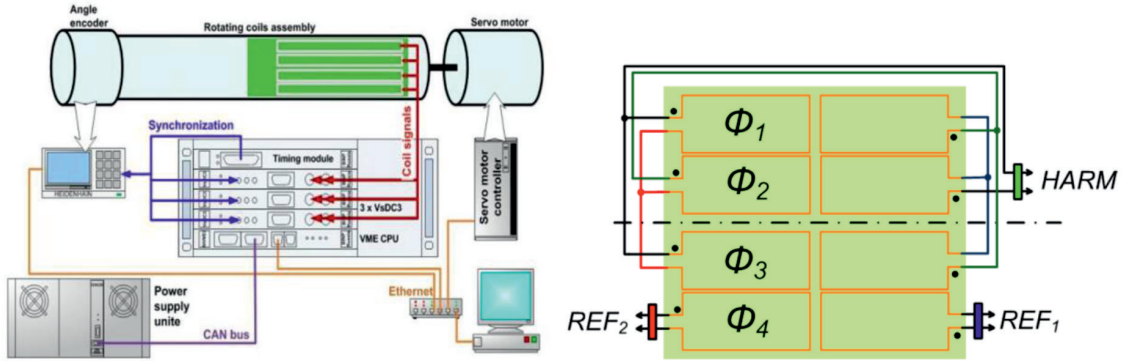 Angle
encoder
Rotating coils assembly
Servo motor
Synchronization
Coil signals
Timing module
HEIDENHAIN
3 x VsDC3
VME CPU
Servo motor
controller
Power
supply
unite
CAN bus
Ethernet
Φ1
Φ2
HARM
Φ3
Φ4
REF2
REF1